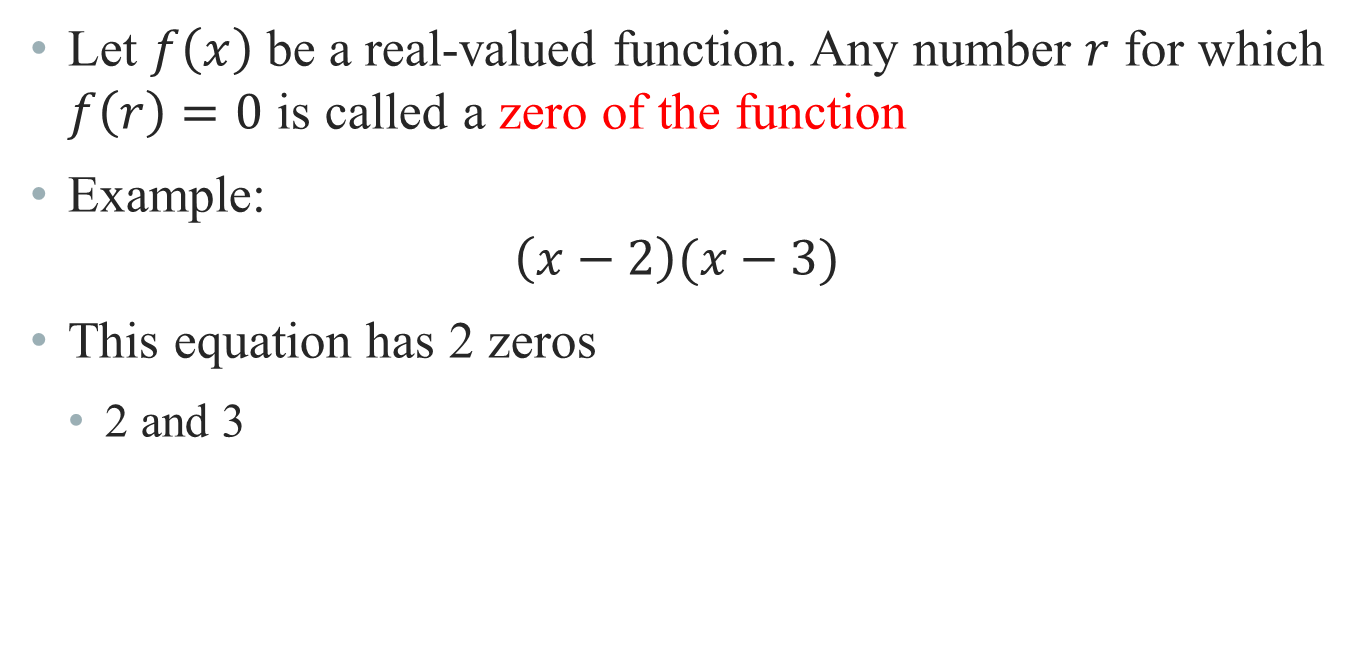 • Let f(x) be a real-valued function. Any number r for which
f(r) = 0 is called a zero of the function
• Example:
(x − 2)(x − 3)
• This equation has 2 zeros
• 2 and 3